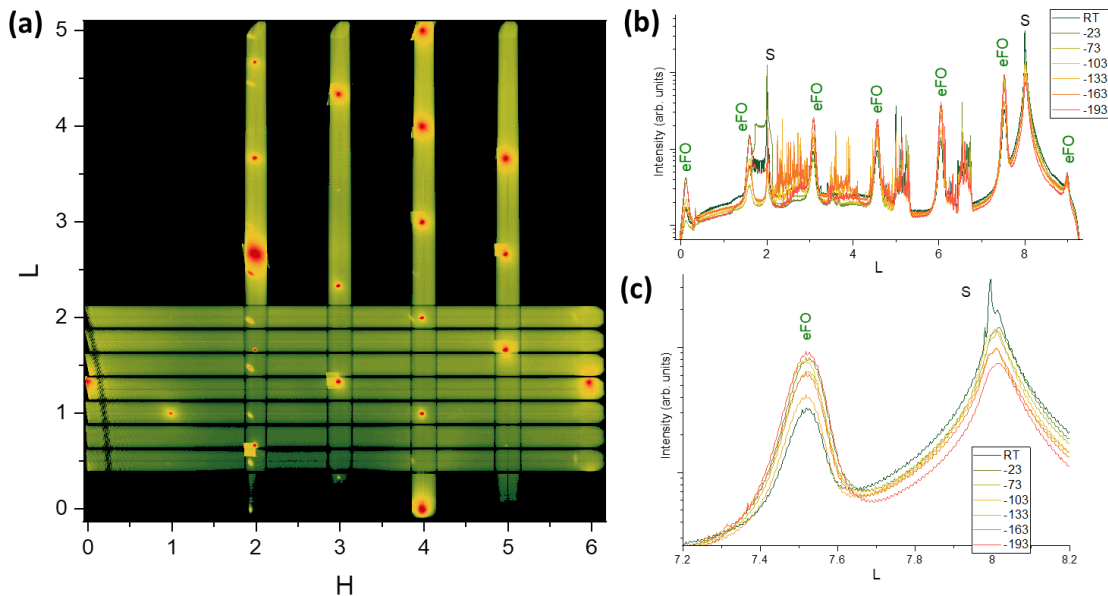 (a)
5
4
3
2
1
0
L
0 1 2 3 4 5 6
H
(b)
Intensity (arb. units)
eFO
eFO
S
eFO
eFO
eFO
eFO
S
eFO
RT
-23
-73
-103
-133
-163
-193
0 2 4 6 8
L
(c)
Intensity (arb. units)
eFO
S
RT
-23
-73
-103
-133
-163
-193
7.2 7.4 7.6 7.8 8 8.2
L